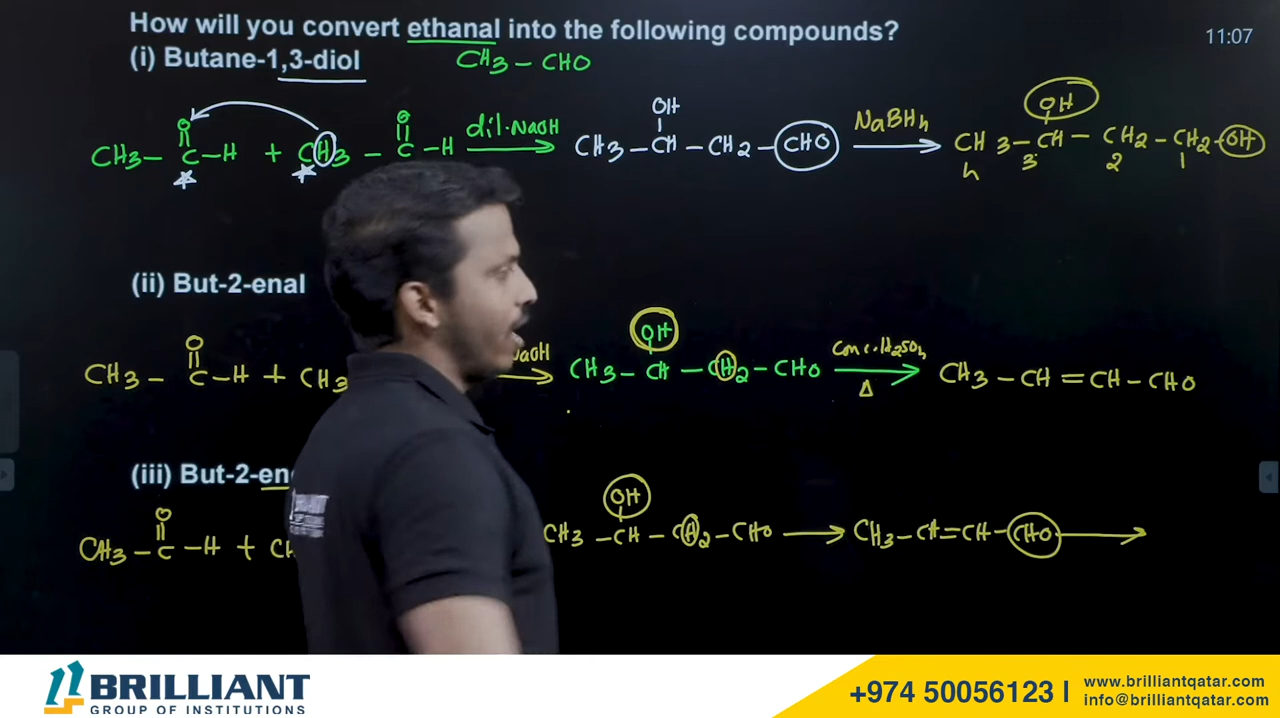 How will you convert ethanal into the following compounds?
11:07
(i) Butane-1,3-diol
CH3 – CHO
O OH OH
CH3 – C – H + CH3 – C – H dil·NaOH CH3 – CH – CH2 – CHO NaBH4 CH3 – CH – CH2 – CH2 – OH
O
4 3 2 1
(ii) But-2-enal
O OH
CH3 – C – H + CH3 CH3 – CH – CH2 – CHO conc·H2SO4 Δ CH3 – CH = CH – CHO
(iii) But-2-en
O OH
CH3 – C – H + CH CH3 – CH – CH2 – CHO CH3 – CH = CH – CHO
BRILLIANT
GROUP OF INSTITUTIONS
+974 50056123 |
www.brilliantqatar.com
info@brilliantqatar.com